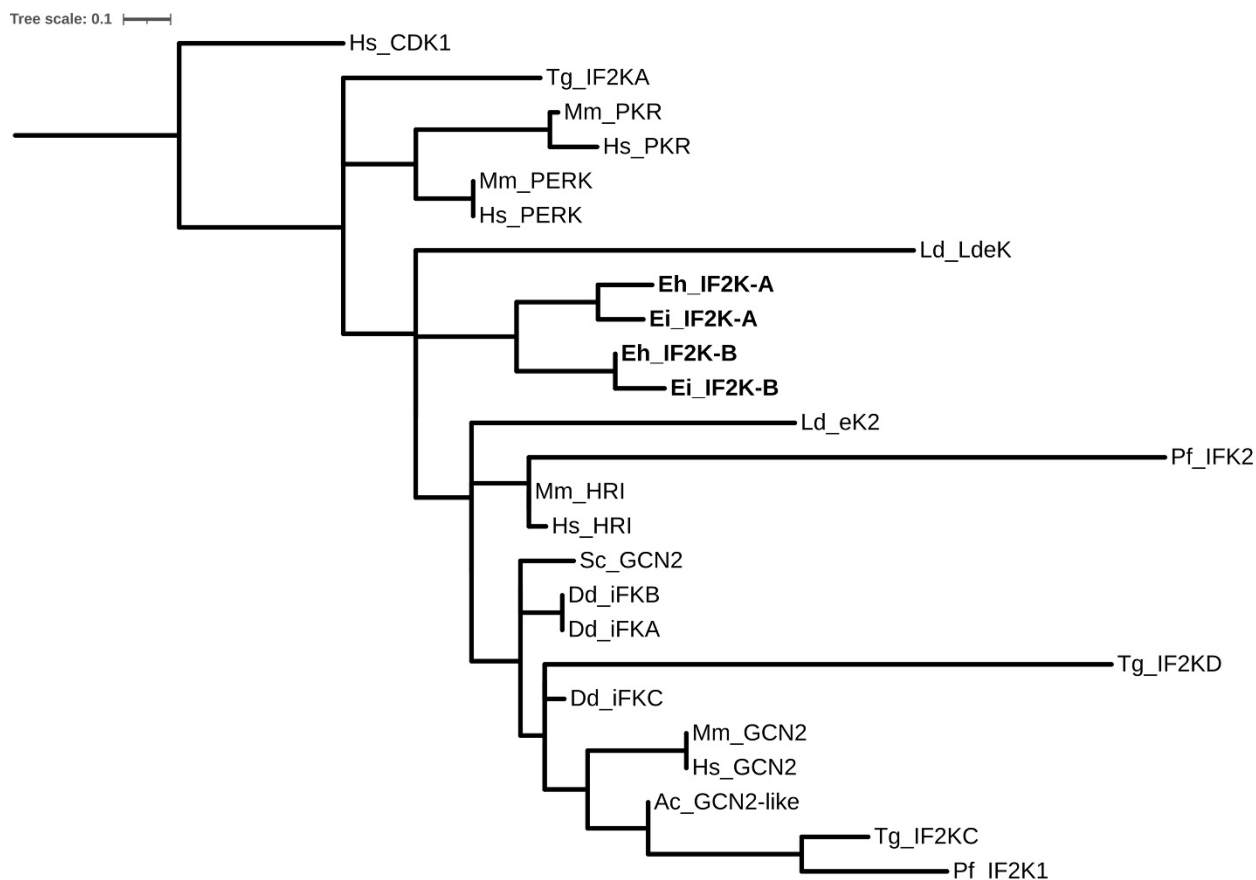 Tree scale: 0.1
Hs_CDK1
Tg_IF2KA
Mm_PKR
Hs_PKR
Mm_PERK
Hs_PERK
Ld_LdeK
Eh_IF2K-A
Ei_IF2K-A
Eh_IF2K-B
Ei_IF2K-B
Ld_eK2
Pf_IFK2
Mm_HRI
Hs_HRI
Sc_GCN2
Dd_iFKB
Dd_iFKA
Tg_IF2KD
Dd_iFKC
Mm_GCN2
Hs_GCN2
Ac_GCN2-like
Tg_IF2KC
Pf_IF2K1